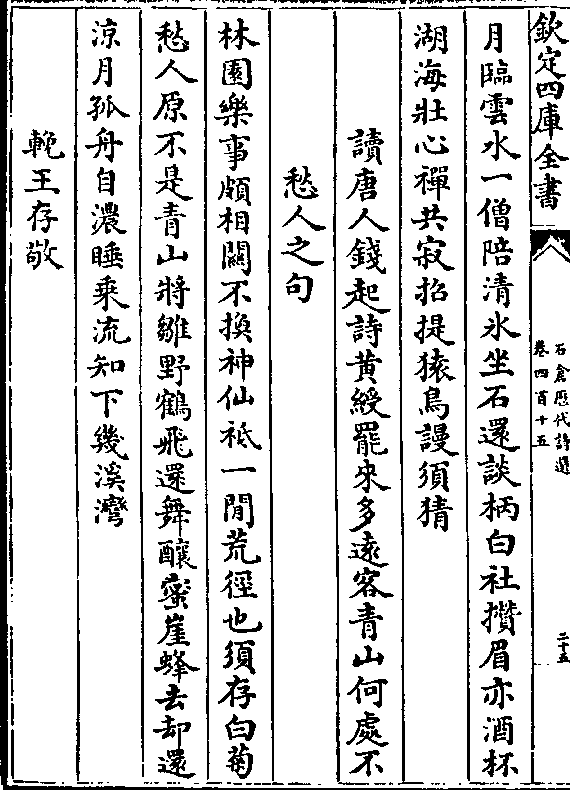 欽定四庫全書
石倉歷代詩選
卷四百十五
二十五
月臨雲水一僧陪清氷坐石還談柄白社攢眉亦酒杯
湖海壯心禪共寂招提猿鳥謾須猜
讀唐人錢起詩黄綬罷來多遠客青山何處不
愁人之句
林園樂事頗相關不換神仙袛一閒荒徑也須存白菊
愁人原不是青山將雛野鶴飛還舞釀蜜崖蜂去却還
涼月孤舟自濃睡乘流知下幾溪灣
輓王存敬